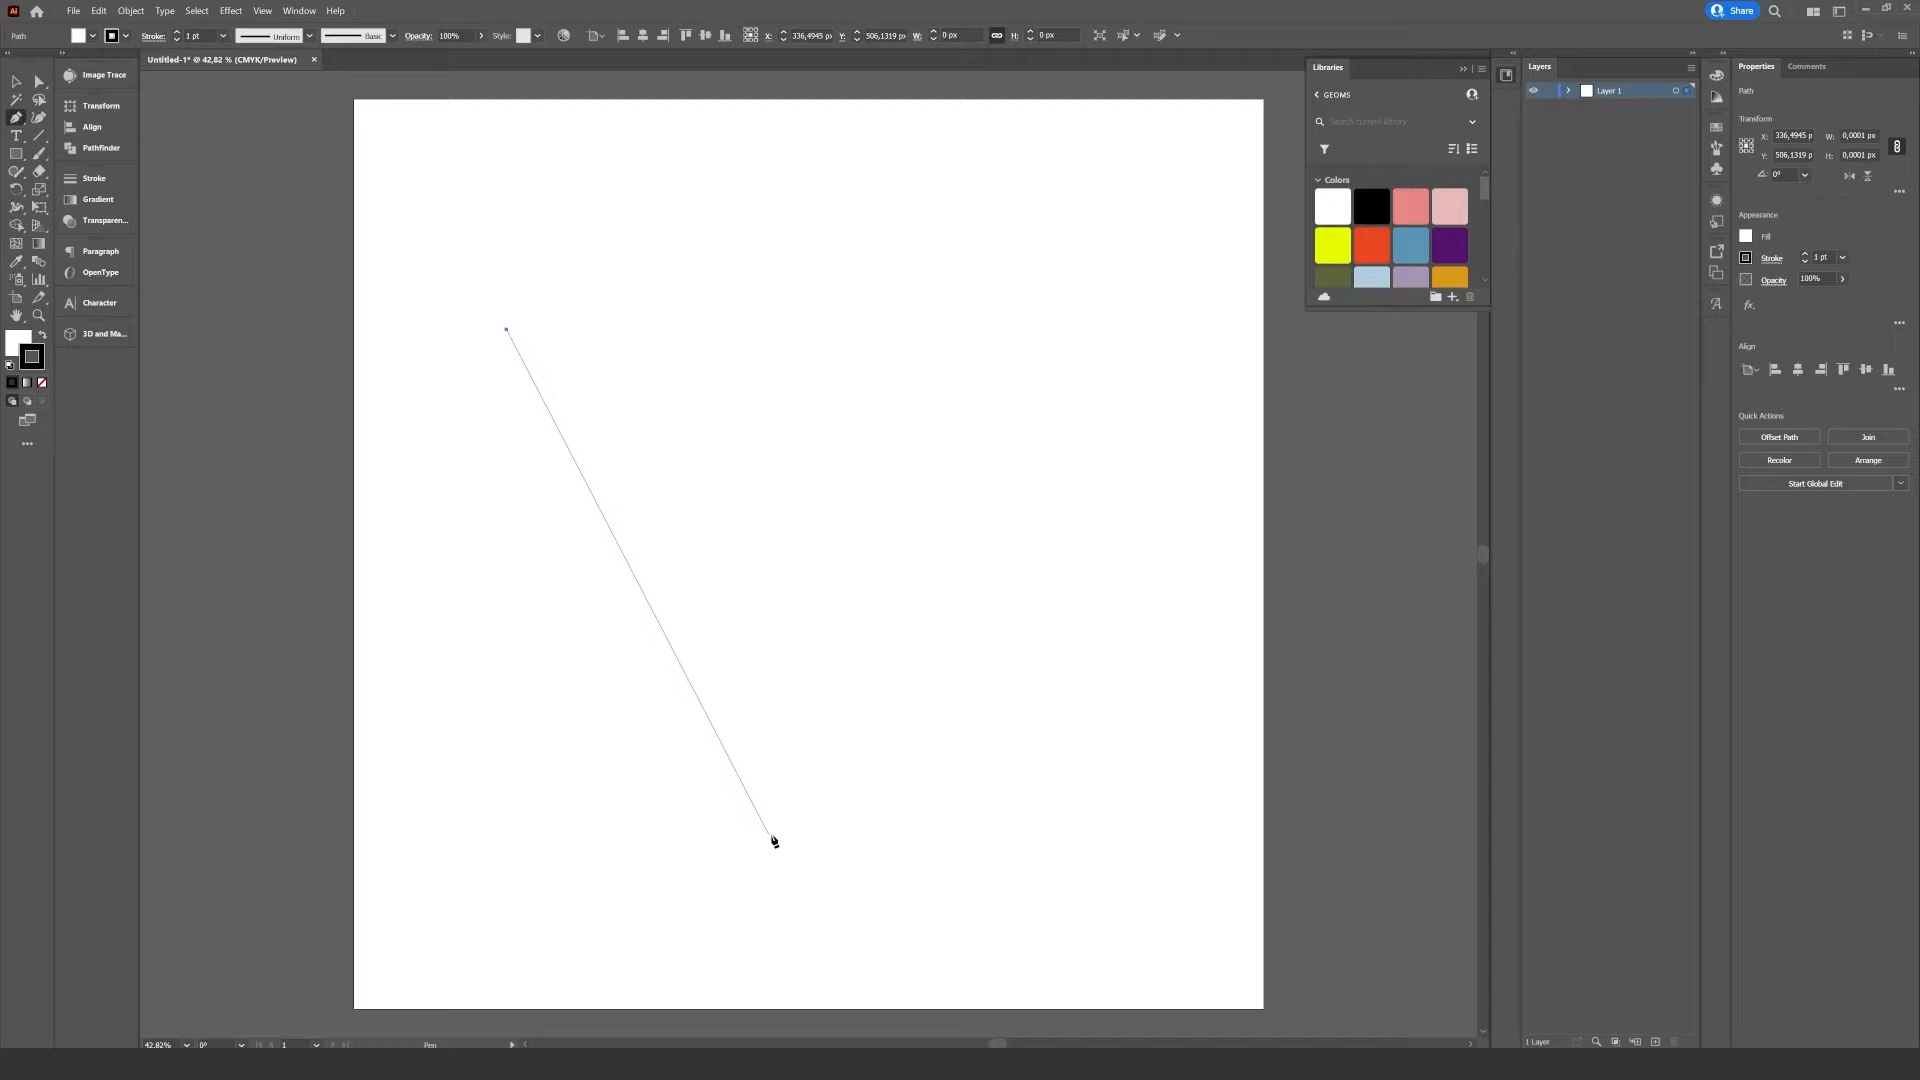 Ai File Edit Object Type Select Effect View Window Help Share
Path Stroke: 1 pt Uniform Basic Opacity: 100% Style: X: 336,4945 p Y: 506,1319 p W: 0 px H: 0 px
Untitled-1* @ 42,82 % (CMYK/Preview) ×
Image Trace
Transform
Align
Pathfinder
Stroke
Gradient
Transparen...
Paragraph
OpenType
Character
3D and Ma...
Libraries
GEOMS
Search current library
Colors
Layers
Layer 1
1 Layer
Properties Comments
Path
Transform
X: 336,4945 p W: 0,0001 px
Y: 506,1319 p H: 0,0001 px
0°
Appearance
Fill
Stroke 1 pt
Opacity 100%
fx.
Align
Quick Actions
Offset Path Join
Recolor Arrange
Start Global Edit
42,82% 0° 1 Pen